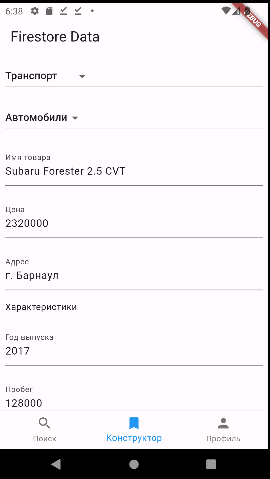 6:38
DEBUG
Firestore Data
Транспорт
Автомобили
Имя товара
Subaru Forester 2.5 CVT
Цена
2320000
Адрес
г. Барнаул
Характеристики
Год выпуска
2017
Пробег
128000
Поиск
Конструктор
Профиль